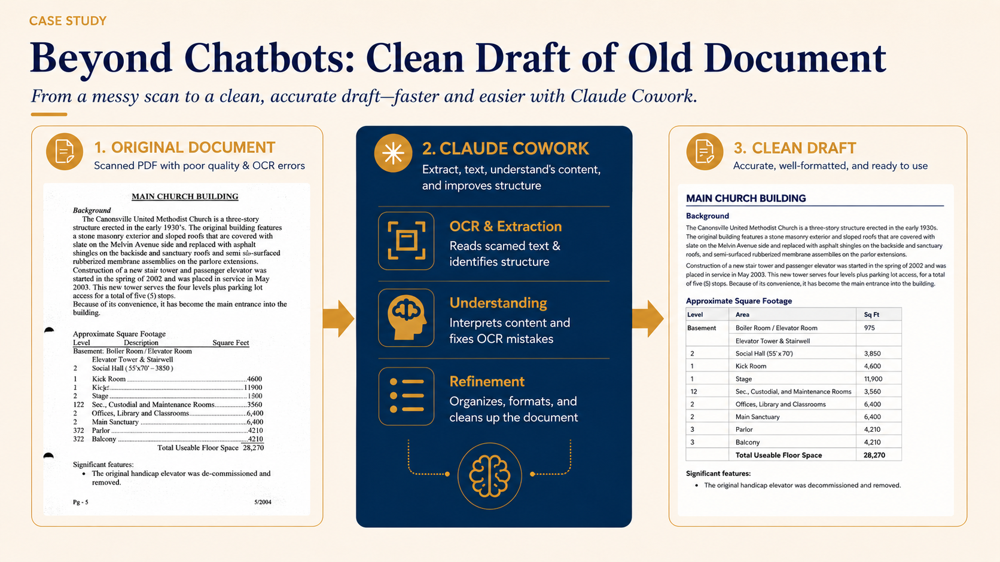 CASE STUDY
Beyond Chatbots: Clean Draft of Old Document
From a messy scan to a clean, accurate draft—faster and easier with Claude Cowork.
1. ORIGINAL DOCUMENT
Scanned PDF with poor quality & OCR errors
MAIN CHURCH BUILDING
Background
The Canonsville United Methodist Church is a three-story
structure erected in the early 1930's. The original building features
a stone masonry exterior and sloped roofs that are covered with
slate on the Melvin Avenue side and replaced with asphalt
shingles on the backside and sanctuary roofs and semi -surfaced
rubberized membrane assemblies on the parlore extensions.
Construction of a new stair tower and passenger elevator was
started in the spring of 2002 and was placed in service in May
2003. This new tower serves the four levels plus parking lot
access for a total of five (5) stops.
Because of its convenience, it has become the main entrance into the
building.
Approximate Square Footage
Level Description Square Feet
Basement: Boiler Room / Elevator Room
Elevator Tower & Stairwell
2 Social Hall ( 55'x70' – 3850 )
1 Kick Room 4600
1 11900
2 Stage 1500
122 Sec., Custodial and Maintenance Rooms 3560
2 Offices, Library and Classrooms 6,400
2 Main Sanctuary 6,400
372 Parlor 4210
372 Balcony 4210
Total Useable Floor Space 28,270
Significant features:
• The original handicap elevator was de-commissioned and
removed.
Pg - 5 5/2004
2. CLAUDE COWORK
Extract, text, understand's content,
and improves structure
OCR & Extraction
Reads scamed text &
identifies structure
Understanding
Interprets content and
fixes OCR mistakes
Refinement
Organizes, formats, and
cleans up the document
3. CLEAN DRAFT
Accurate, well-formatted, and ready to use
MAIN CHURCH BUILDING
Background
The Canonsville United Methodist Church is a three-story structure erected in the early 1930s.
The original building features a stone masonry exterior and sloped roofs that are covered with
slate on the Melvin Avenue side and replaced with asphalt shingles on the backside and sanctuary
roofs, and semi-surfaced rubberized membrane assemblies on the parlor extensions.
Construction of a new stair tower and passenger elevator was started in the spring of 2002 and was
placed in service in May 2003. This new tower serves four levels plus parking lot access, for a total
of five (5) stops. Because of its convenience, it has become the main entrance into the building.
Approximate Square Footage
Level Area Sq Ft
Basement Boiler Room / Elevator Room 975
Elevator Tower & Stairwell
2 Social Hall (55' x 70') 3,850
1 Kick Room 4,600
1 Stage 11,900
12 Sec., Custodial, and Maintenance Rooms 3,560
2 Offices, Library and Classrooms 6,400
2 Main Sanctuary 6,400
3 Parlor 4,210
3 Balcony 4,210
Total Useable Floor Space 28,270
Significant features:
• The original handicap elevator was decommissioned and removed.